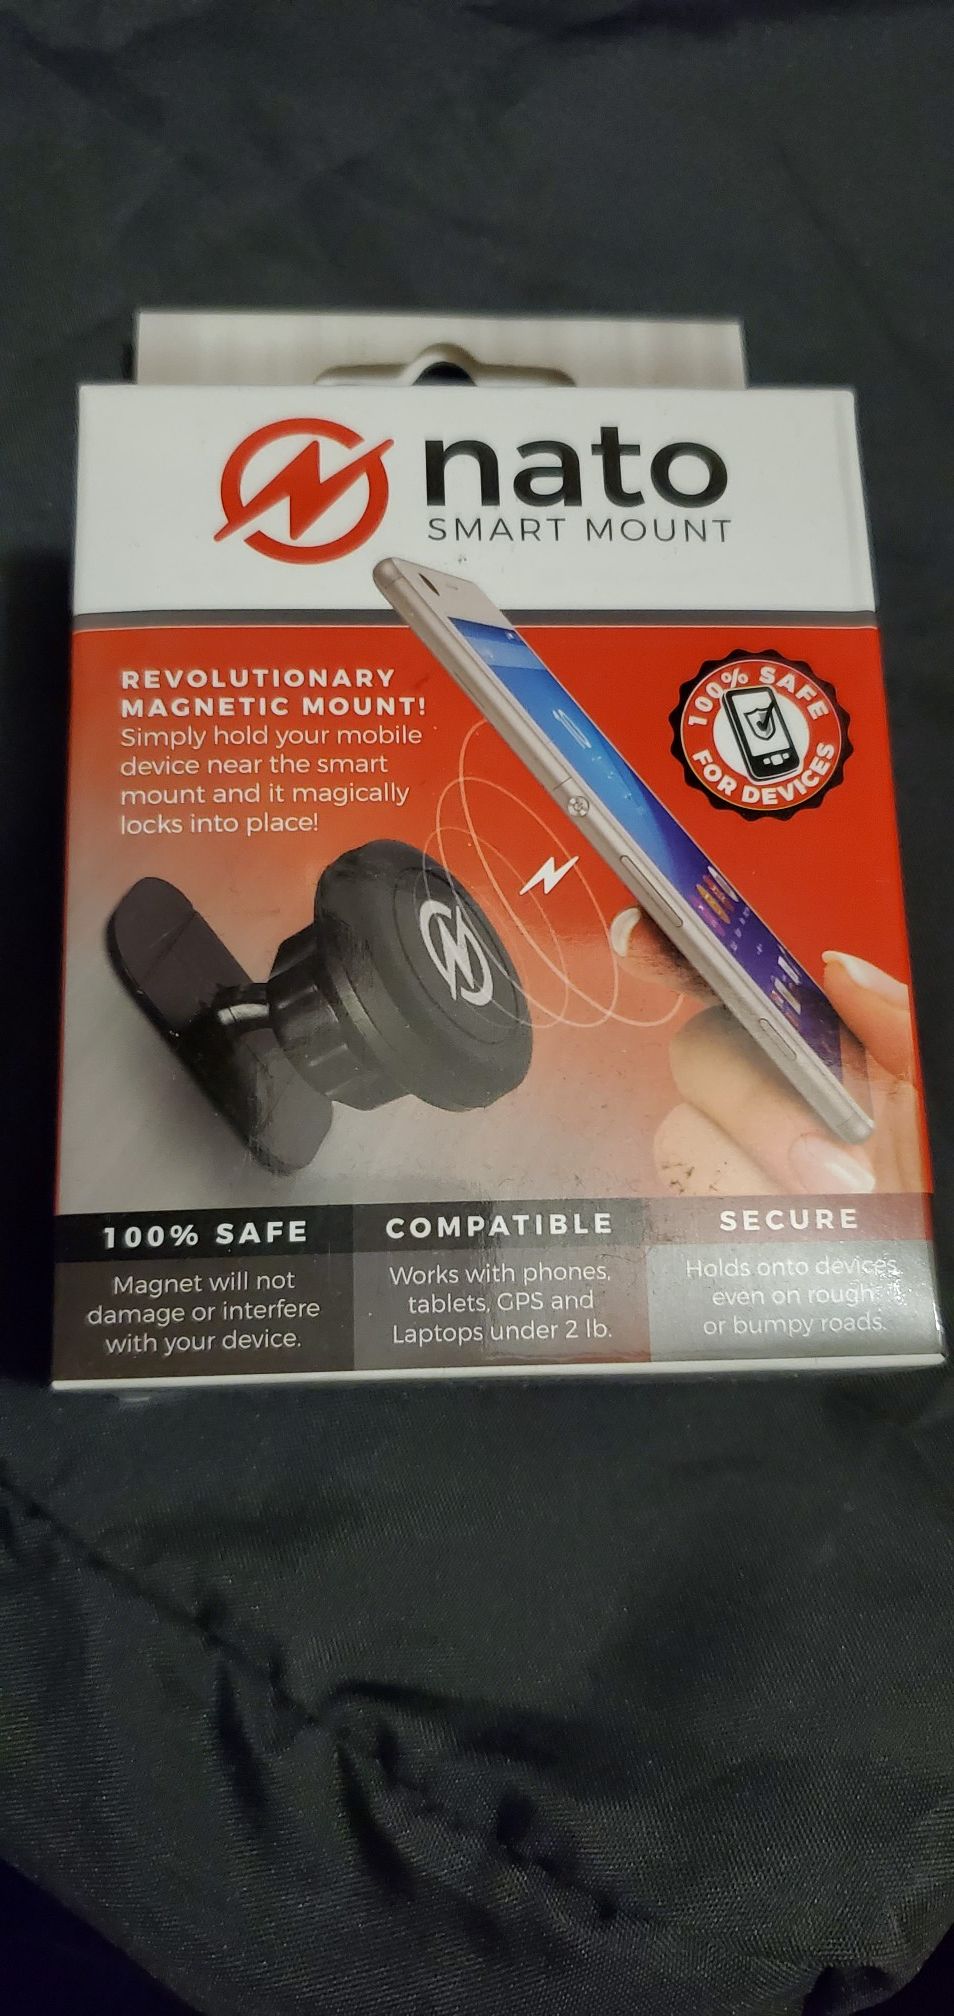 nato
SMART MOUNT
REVOLUTIONARY
MAGNETIC MOUNT!
Simply hold your mobile
device near the smart
mount and it magically
locks into place!
100% SAFE
FOR DEVICES
100% SAFE
Magnet will not
damage or interfere
with your device.
COMPATIBLE
Works with phones,
tablets, GPS and
Laptops under 2 lb.
SECURE
Holds onto devices
even on rough
or bumpy roads.